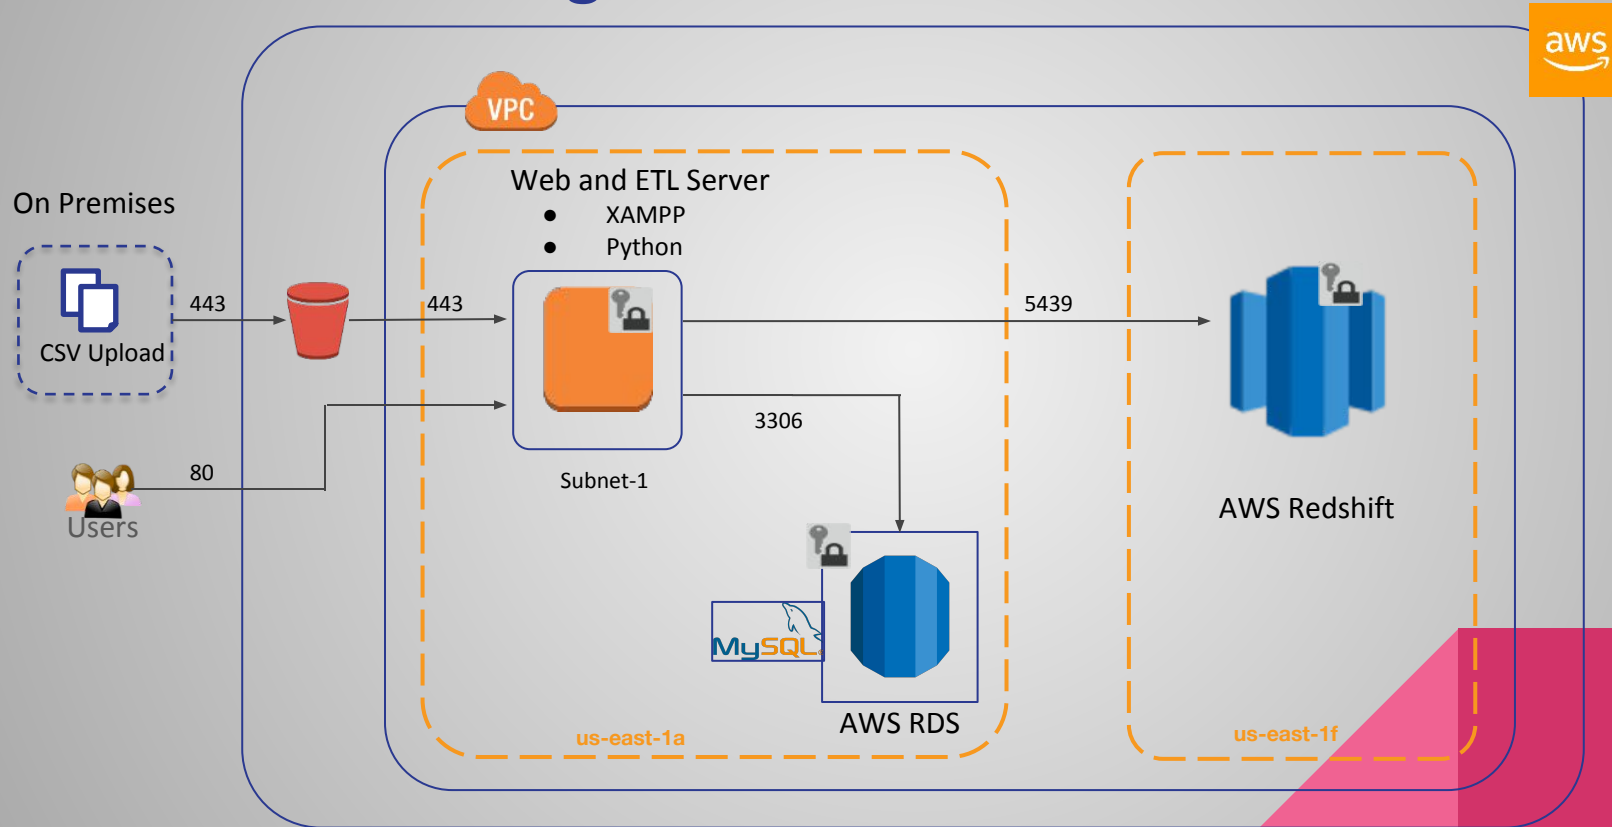 aws
VPC
Web and ETL Server
● XAMPP
● Python
On Premises
CSV Upload
443
443
5439
80
Users
3306
Subnet-1
AWS Redshift
MySQL
AWS RDS
us-east-1a
us-east-1f